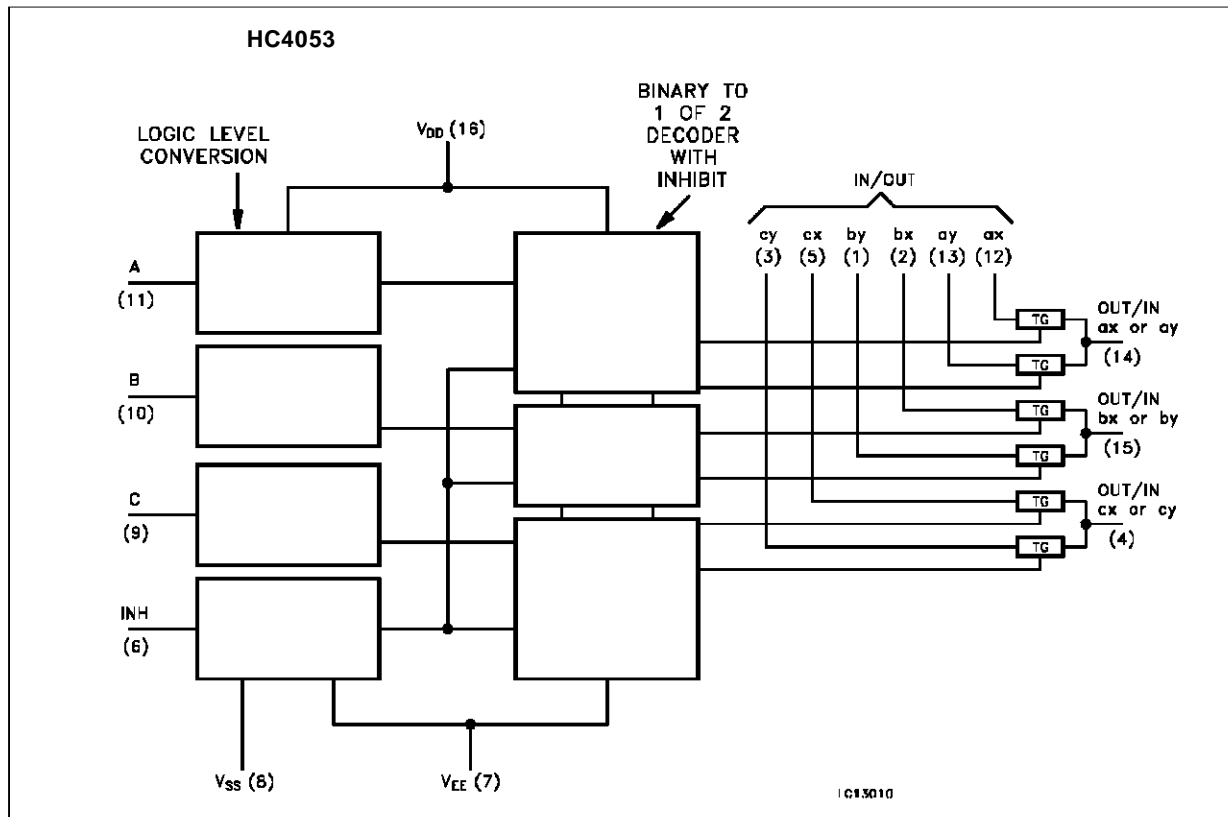 HC4053
LOGIC LEVEL
CONVERSION
VDD (16)
BINARY TO
1 OF 2
DECODER
WITH
INHIBIT
IN/OUT
cy cx by bx ay ax
(3) (5) (1) (2) (13) (12)
A
(11)
B
(10)
C
(9)
INH
(6)
TG
TG
TG
TG
TG
TG
OUT/IN
ax or ay
(14)
OUT/IN
bx or by
(15)
OUT/IN
cx or cy
(4)
VSS (8)
VEE (7)
LC13010